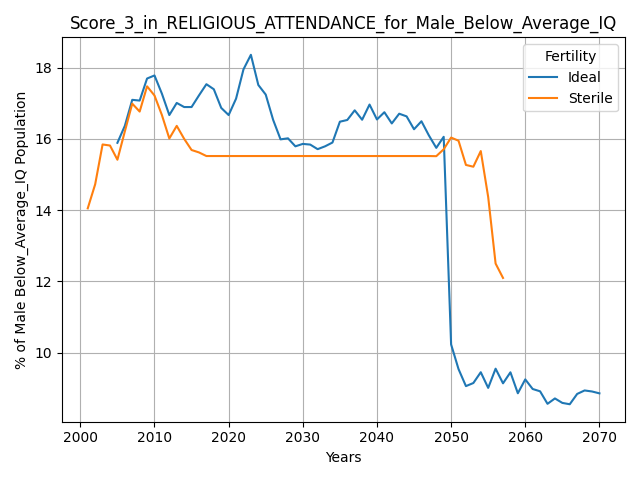 Score_3_in_RELIGIOUS_ATTENDANCE_for_Male_Below_Average_IQ
% of Male Below_Average_IQ Population
18
16
14
12
10
Fertility
Ideal
Sterile
2000 2010 2020 2030 2040 2050 2060 2070
Years